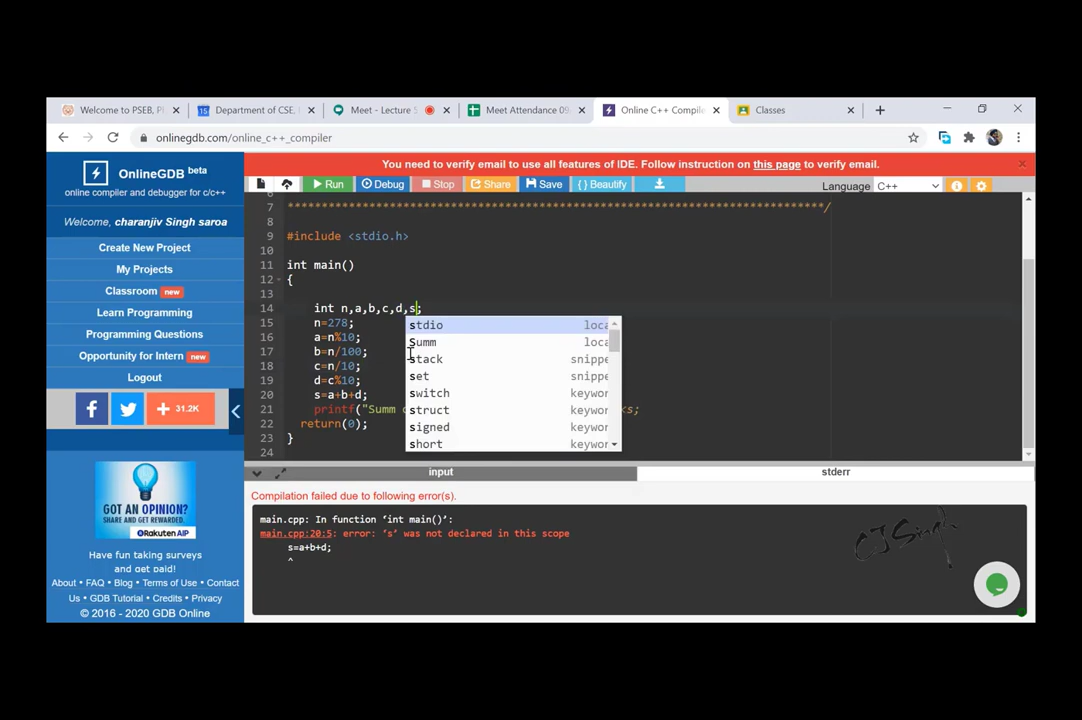 Welcome to PSEB, Pl
Department of CSE,
Meet - Lecture 5
Meet Attendance 09
Online C++ Compile
Classes
onlinegdb.com/online_c++_compiler
OnlineGDB beta
online compiler and debugger for c/c++
You need to verify email to use all features of IDE. Follow instruction on this page to verify email.
Run
Debug
Stop
Share
Save
{ } Beautify
Language C++
Welcome, charanjiv Singh saroa
Create New Project
My Projects
Classroom new
Learn Programming
Programming Questions
Opportunity for Intern new
Logout
31.2K
GOT AN OPINION?
SHARE AND GET REWARDED.
Rakuten AIP
Have fun taking surveys
and get paid!
About • FAQ • Blog • Terms of Use • Contact
Us • GDB Tutorial • Credits • Privacy
© 2016 - 2020 GDB Online
7 *******************************************************************************/
8
9 #include <stdio.h>
10
11 int main()
12 {
13
14 int n,a,b,c,d,s;
15 n=278;
16 a=n%10;
17 b=n/100;
18 c=n/10;
19 d=c%10;
20 s=a+b+d;
21 printf("Summ
22 return(0);
23 }
24
stdio loca
Summ loca
stack snippe
set snippe
switch keywor
struct keywor
signed keywor
short keywor
input
stderr
Compilation failed due to following error(s).
main.cpp: In function ‘int main()’:
main.cpp:20:5: error: ‘s’ was not declared in this scope
s=a+b+d;
^
CJSingh